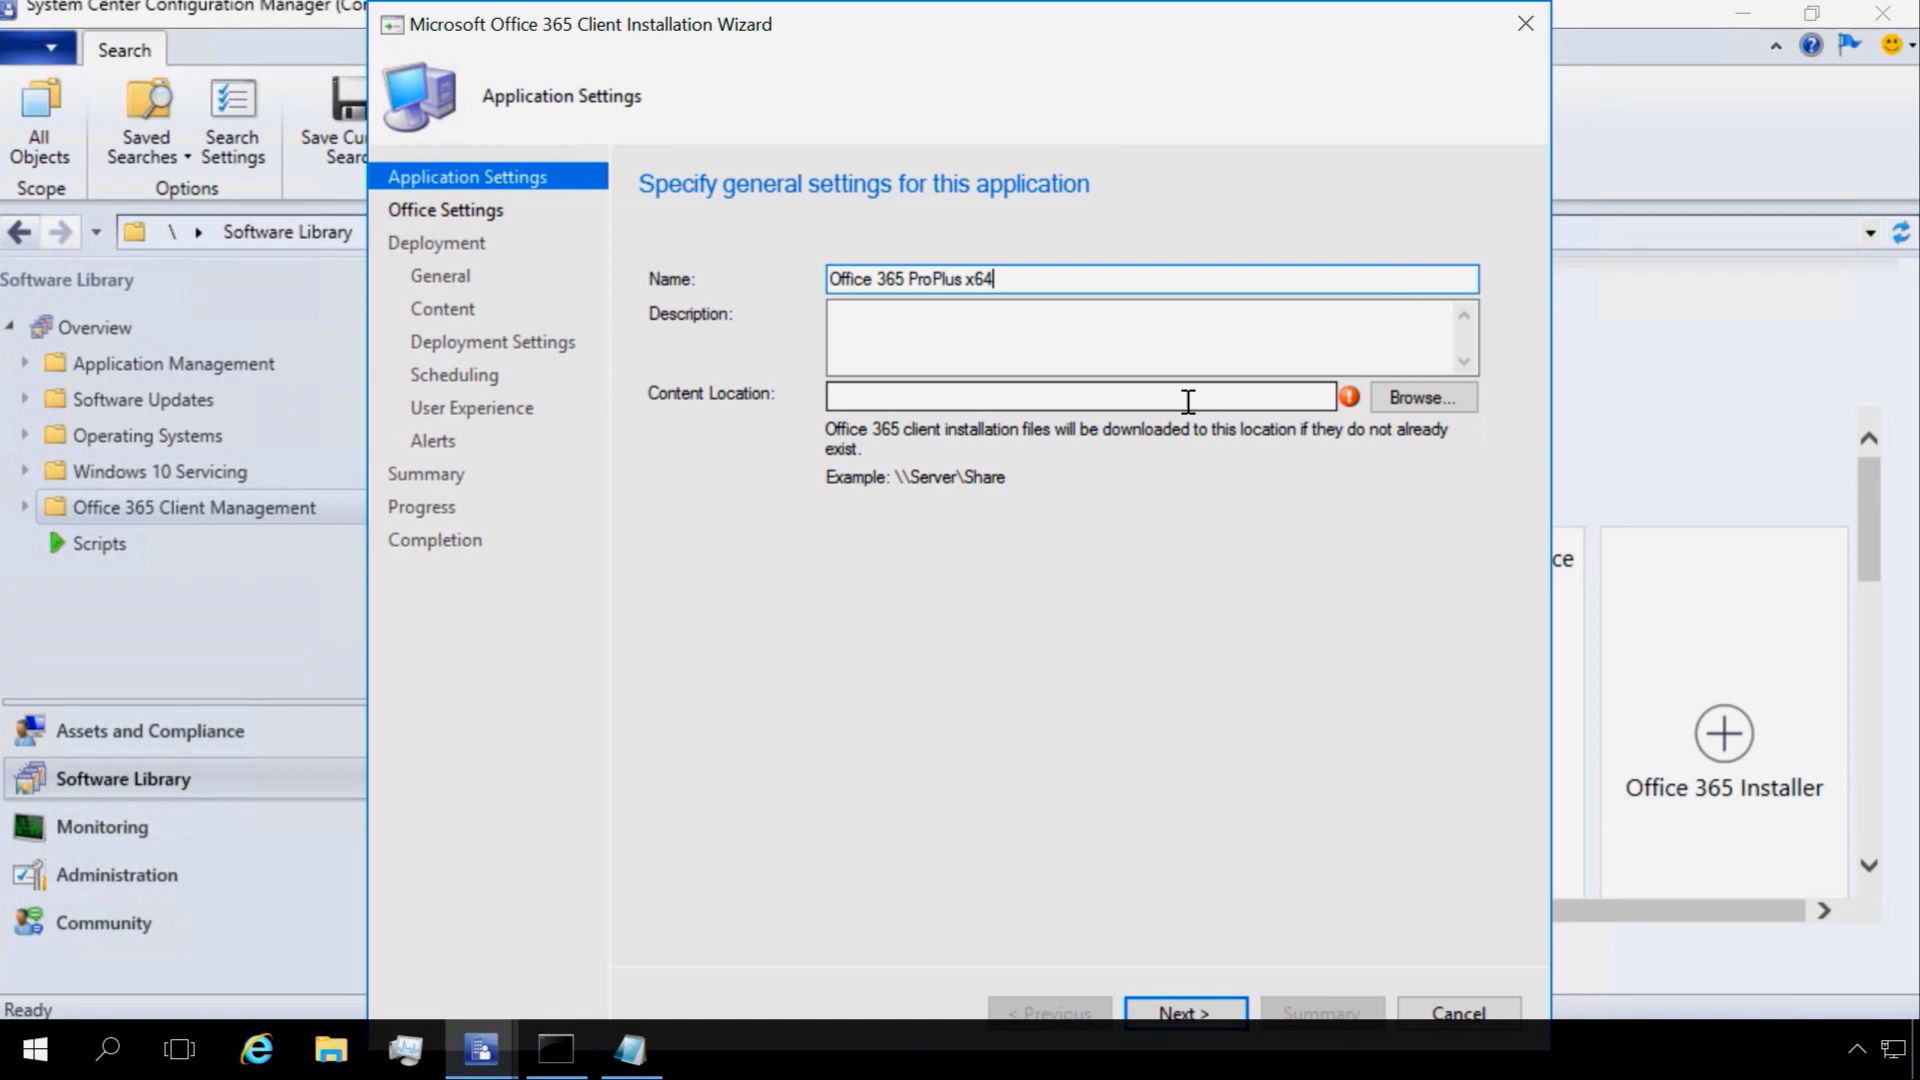 System Center Configuration Manager (Co
Microsoft Office 365 Client Installation Wizard
Search
All Objects
Saved Searches
Search Settings
Save Cu
Sear
Scope
Options
\ Software Library
Software Library
Overview
Application Management
Software Updates
Operating Systems
Windows 10 Servicing
Office 365 Client Management
Scripts
Assets and Compliance
Software Library
Monitoring
Administration
Community
Ready
Application Settings
Application Settings
Office Settings
Deployment
General
Content
Deployment Settings
Scheduling
User Experience
Alerts
Summary
Progress
Completion
Specify general settings for this application
Name: Office 365 ProPlus x64
Description:
Content Location:
Browse...
Office 365 client installation files will be downloaded to this location if they do not already
exist.
Example: \\Server\Share
< Previous
Next >
Summary
Cancel
ce
Office 365 Installer